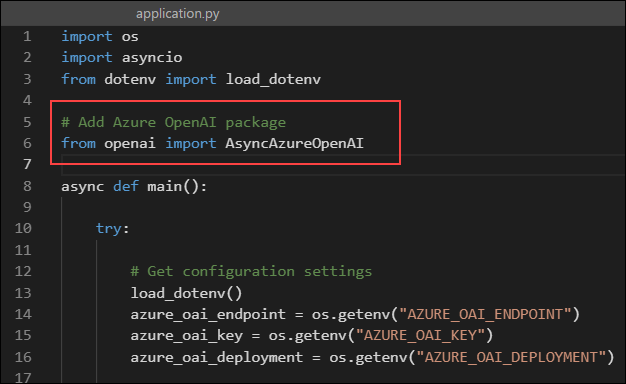 application.py
1 import os
2 import asyncio
3 from dotenv import load_dotenv
4
5 # Add Azure OpenAI package
6 from openai import AsyncAzureOpenAI
7
8 async def main():
9
10 try:
11
12 # Get configuration settings
13 load_dotenv()
14 azure_oai_endpoint = os.getenv("AZURE_OAI_ENDPOINT")
15 azure_oai_key = os.getenv("AZURE_OAI_KEY")
16 azure_oai_deployment = os.getenv("AZURE_OAI_DEPLOYMENT")
17